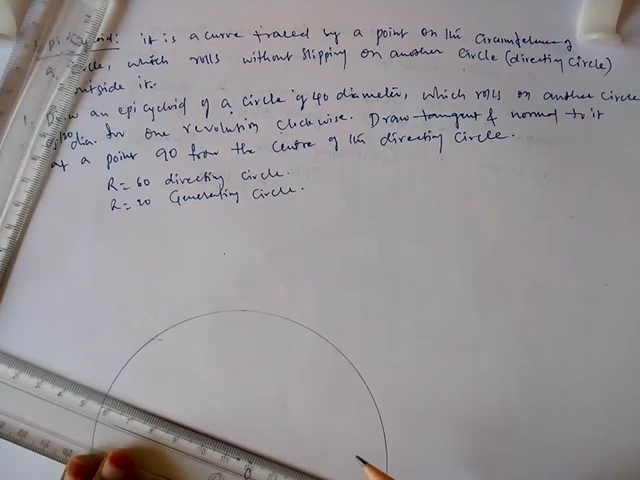 it is a curve traced by a point on the circumference of
a circle, which rolls without slipping on another circle (directing circle)
outside it.
1. Draw an epicycloid of a circle of 40 diameter, which rolls on another circle
dia. for one revolution clockwise. Draw tangent & normal to it
at a point 90 from the centre of the directing circle.
R = 60 directing circle.
R = 20 Generating circle.